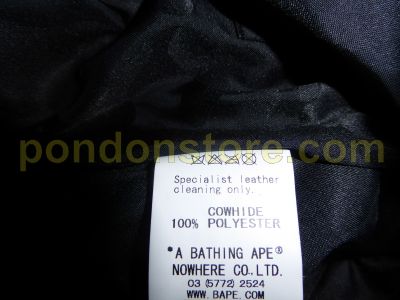 pondonstore.com
Specialist leather
cleaning only.
COWHIDE
100% POLYESTER
*A BATHING APE®
NOWHERE CO.,LTD.
03 (5772) 2524
WWW.BAPE.COM